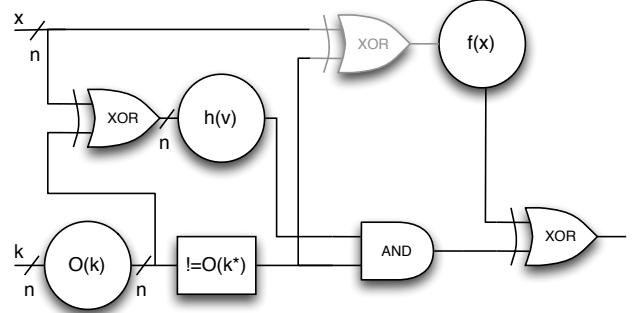 x
n
XOR
f(x)
XOR
n
h(v)
k
n
O(k)
n
!=O(k*)
AND
XOR